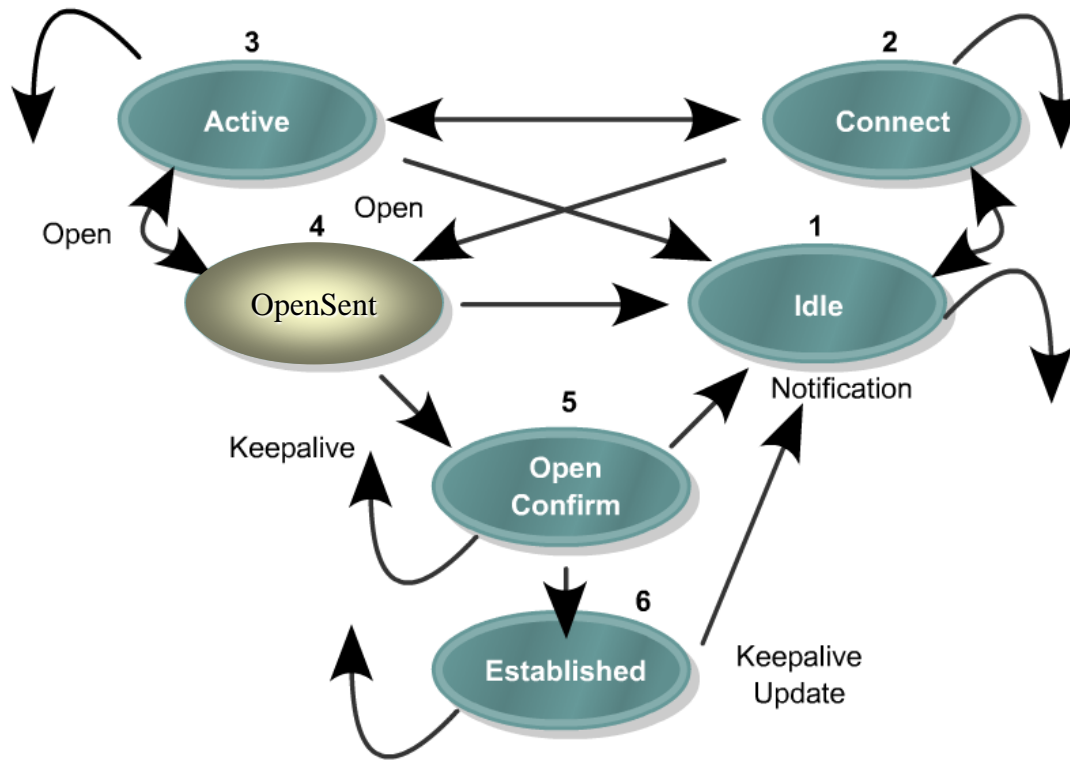 3
2
Active
Connect
Open
Open
4
1
OpenSent
Idle
Notification
5
Keepalive
Open
Confirm
6
Established
Keepalive
Update